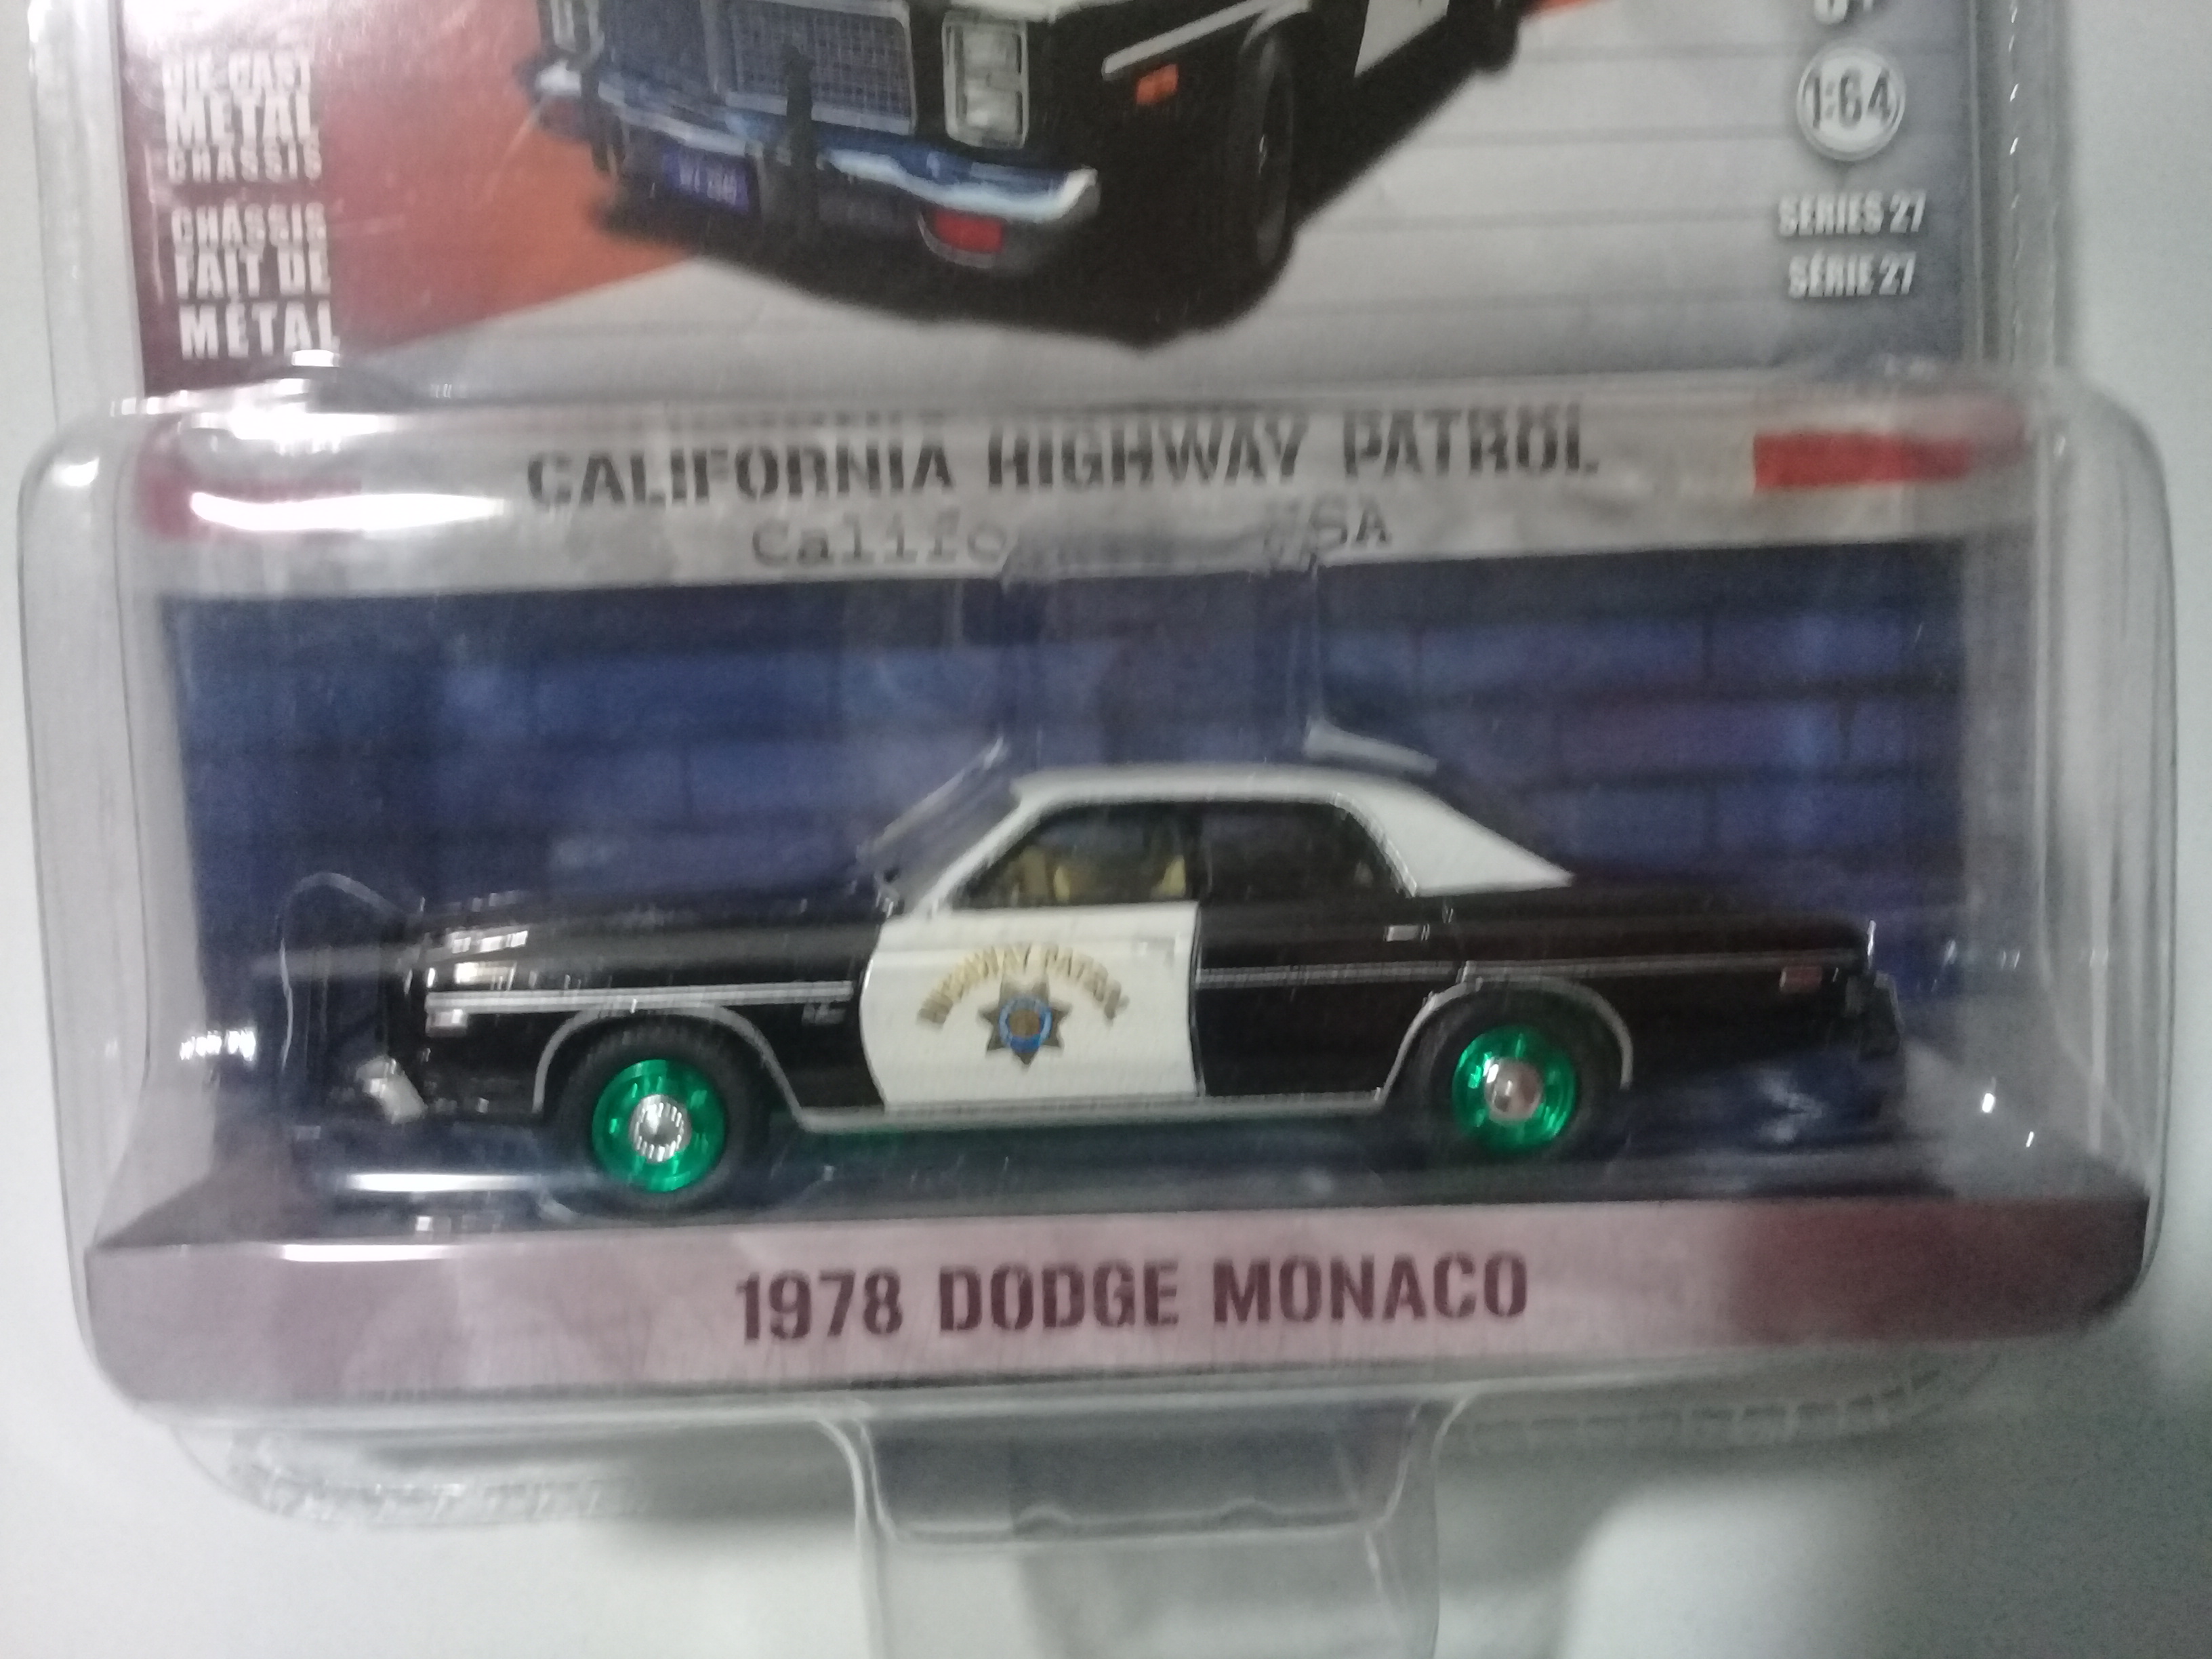 DIE-CAST
METAL
CHASSIS
CHÂSSIS
FAIT DE
MÉTAL
1:64
SERIES 27
SÉRIE 27
CALIFORNIA HIGHWAY PATROL
USA
HIGHWAY PATROL
1978 DODGE MONACO